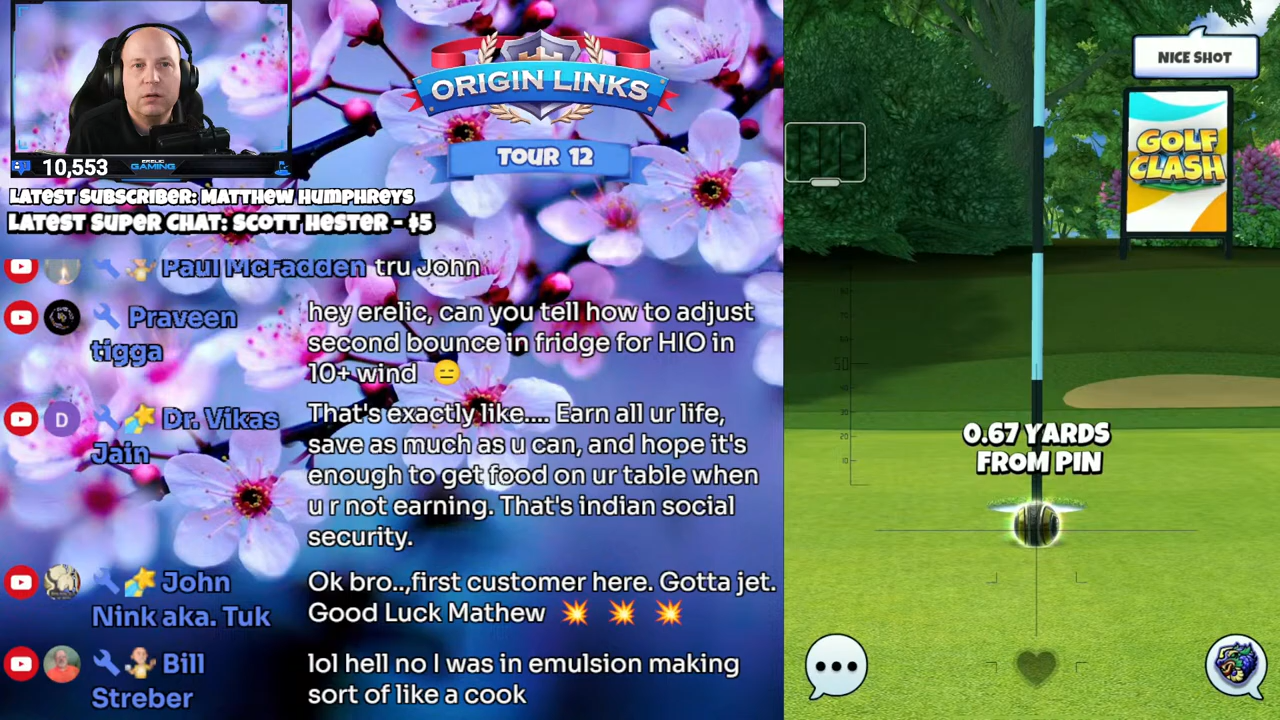 ORIGIN LINKS
TOUR 12
10,553
ERELIC
GAMING
LATEST SUBSCRIBER: MATTHEW HUMPHREYS
LATEST SUPER CHAT: SCOTT HESTER - $5
Paul McFadden tru John
Praveen tigga
hey erelic, can you tell how to adjust
second bounce in fridge for HIO in
10+ wind 😑
D
Dr. Vikas Jain
That's exactly like.... Earn all ur life,
save as much as u can, and hope it's
enough to get food on ur table when
u r not earning. That's indian social
security.
John Nink aka. Tuk
Ok bro..,first customer here. Gotta jet.
Good Luck Mathew 💥 💥 💥
Bill Streber
lol hell no I was in emulsion making
sort of like a cook
NICE SHOT
GOLF
CLASH
50
20
10
0.67 YARDS
FROM PIN